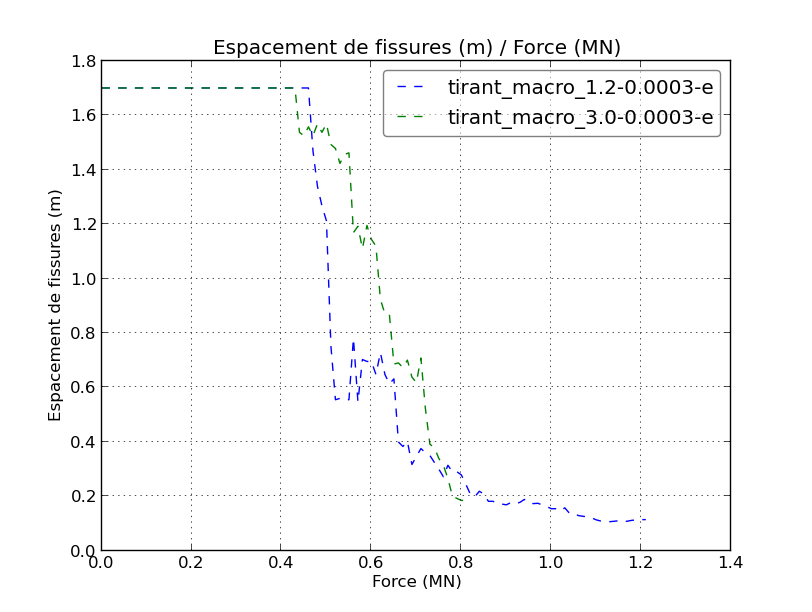 Espacement de fissures (m) / Force (MN)
1.8
1.6
1.4
1.2
1.0
0.8
0.6
0.4
0.2
0.0
Espacement de fissures (m)
tirant_macro_1.2-0.0003-e
tirant_macro_3.0-0.0003-e
0.0 0.2 0.4 0.6 0.8 1.0 1.2 1.4
Force (MN)